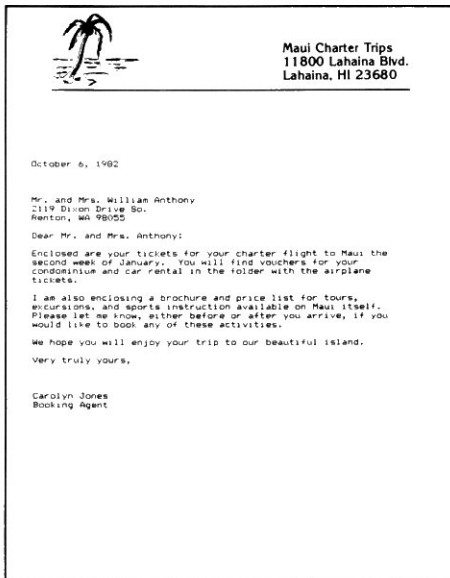 Maui Charter Trips
11800 Lahaina Blvd.
Lahaina, HI 23680
October 6, 1982
Mr. and Mrs. William Anthony
2119 Dixon Drive So.
Renton, WA 98055
Dear Mr. and Mrs. Anthony:
Enclosed are your tickets for your charter flight to Maui the
second week of January. You will find vouchers for your
condominium and car rental in the folder with the airplane
tickets.
I am also enclosing a brochure and price list for tours,
excursions, and sports instruction available on Maui itself.
Please let me know, either before or after you arrive, if you
would like to book any of these activities.
We hope you will enjoy your trip to our beautiful island.
Very truly yours,
Carolyn Jones
Booking Agent